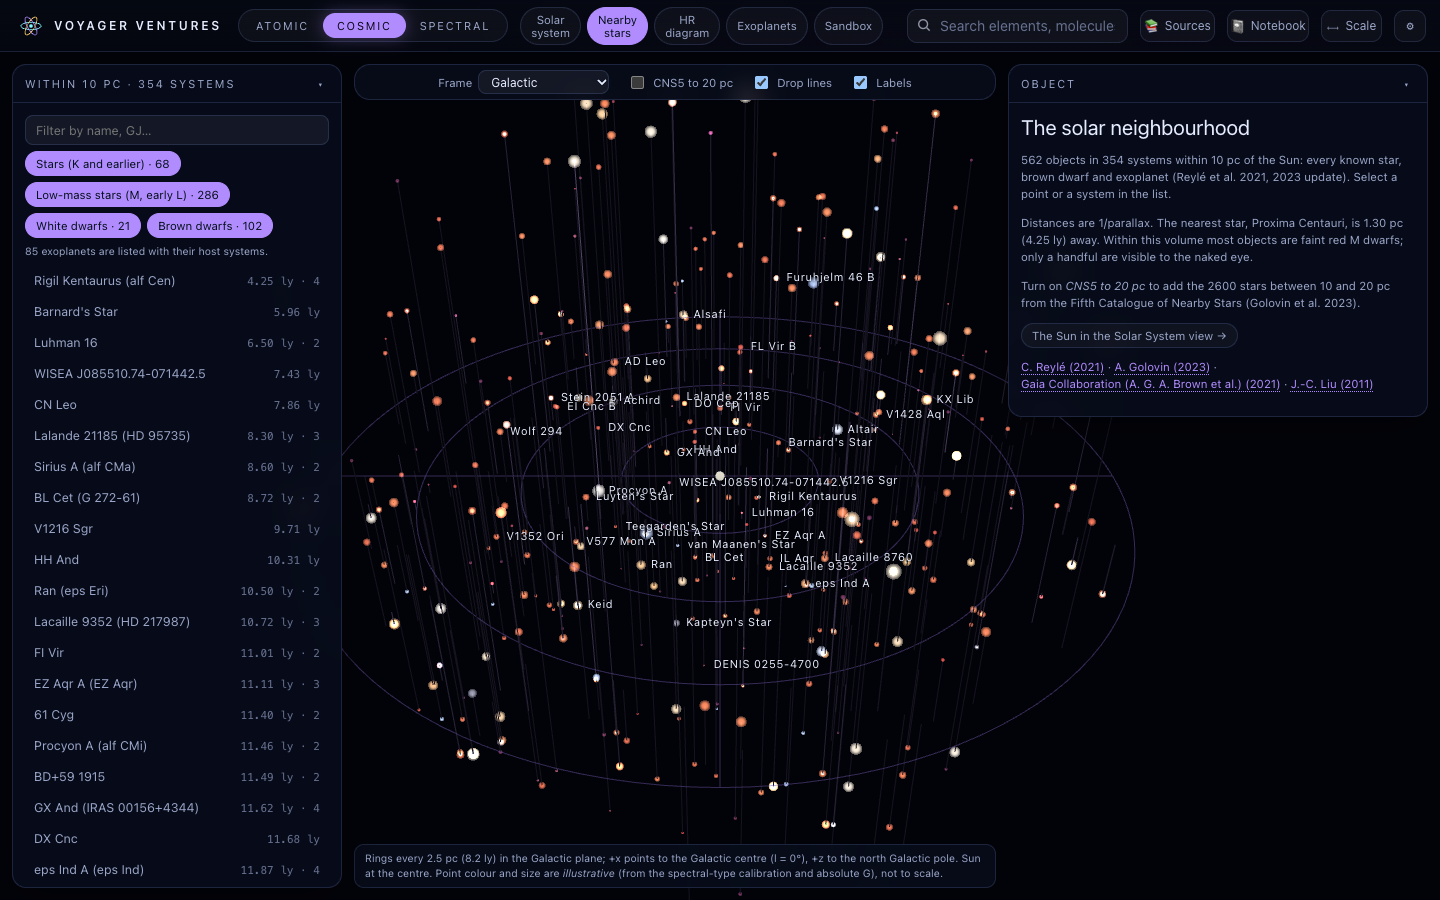 VOYAGER VENTURES
ATOMIC
COSMIC
SPECTRAL
Solar system
Nearby stars
HR diagram
Exoplanets
Sandbox
Search elements, molecule
Sources
Notebook
Scale
WITHIN 10 PC · 354 SYSTEMS
Filter by name, GJ...
Stars (K and earlier) · 68
Low-mass stars (M, early L) · 286
White dwarfs · 21
Brown dwarfs · 102
85 exoplanets are listed with their host systems.
Rigil Kentaurus (alf Cen) 4.25 ly · 4
Barnard's Star 5.96 ly
Luhman 16 6.50 ly · 2
WISEA J085510.74-071442.5 7.43 ly
CN Leo 7.86 ly
Lalande 21185 (HD 95735) 8.30 ly · 3
Sirius A (alf CMa) 8.60 ly · 2
BL Cet (G 272-61) 8.72 ly · 2
V1216 Sgr 9.71 ly
HH And 10.31 ly
Ran (eps Eri) 10.50 ly · 2
Lacaille 9352 (HD 217987) 10.72 ly · 3
FI Vir 11.01 ly · 2
EZ Aqr A (EZ Aqr) 11.11 ly · 3
61 Cyg 11.40 ly · 2
Procyon A (alf CMi) 11.46 ly · 2
BD+59 1915 11.49 ly · 2
GX And (IRAS 00156+4344) 11.62 ly · 4
DX Cnc 11.68 ly
eps Ind A (eps Ind) 11.87 ly · 4
Frame Galactic CNS5 to 20 pc Drop lines Labels
Furuhjelm 46 B
Alsafi
FL Vir B
AD Leo
Stein 2051 A
Achird
El Cnc B
Lalande 21185
DO Cep
FI Vir
KX Lib
V1428 Aql
Wolf 294
DX Cnc
CN Leo
Altair
Barnard's Star
HH And
GX And
WISEA J085510.74-071442.5
V1216 Sgr
Procyon A
Luyten's Star
Rigil Kentaurus
Luhman 16
Teegarden's Star
Sirius A
V1352 Ori
V577 Mon A
EZ Aqr A
van Maanen's Star
BL Cet
IL Aqr
Lacaille 8760
Ran
Lacaille 9352
eps Ind A
Keid
Kapteyn's Star
DENIS 0255-4700
Rings every 2.5 pc (8.2 ly) in the Galactic plane; +x points to the Galactic centre (l = 0°), +z to the north Galactic pole. Sun
at the centre. Point colour and size are illustrative (from the spectral-type calibration and absolute G), not to scale.
OBJECT
The solar neighbourhood
562 objects in 354 systems within 10 pc of the Sun: every known star,
brown dwarf and exoplanet (Reylé et al. 2021, 2023 update). Select a
point or a system in the list.
Distances are 1/parallax. The nearest star, Proxima Centauri, is 1.30 pc
(4.25 ly) away. Within this volume most objects are faint red M dwarfs;
only a handful are visible to the naked eye.
Turn on CNS5 to 20 pc to add the 2600 stars between 10 and 20 pc
from the Fifth Catalogue of Nearby Stars (Golovin et al. 2023).
The Sun in the Solar System view →
C. Reylé (2021) · A. Golovin (2023) ·
Gaia Collaboration (A. G. A. Brown et al.) (2021) · J.-C. Liu (2011)